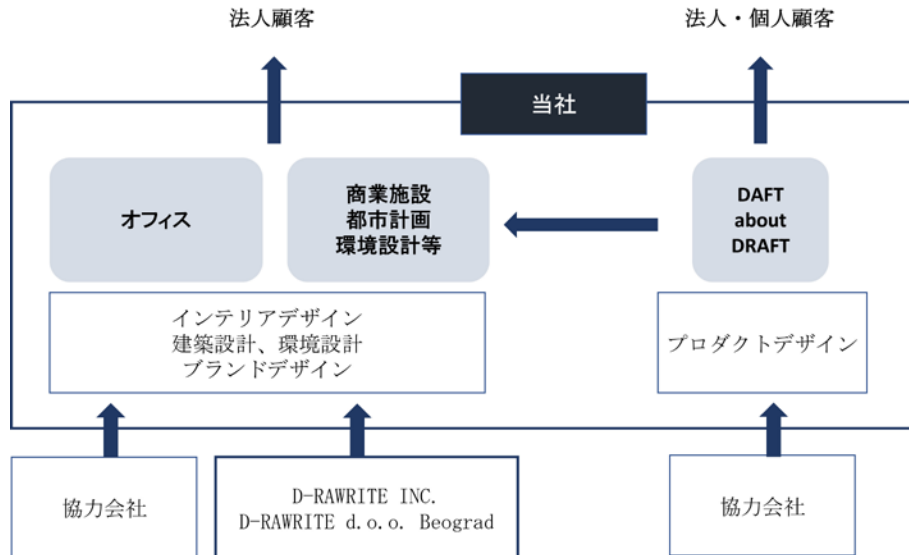 法人顧客
法人・個人顧客
当社
オフィス
商業施設
都市計画
環境設計等
DAFT
about
DRAFT
インテリアデザイン
建築設計、環境設計
ブランドデザイン
プロダクトデザイン
協力会社
D-RAWRITE INC.
D-RAWRITE d.o.o. Beograd
協力会社